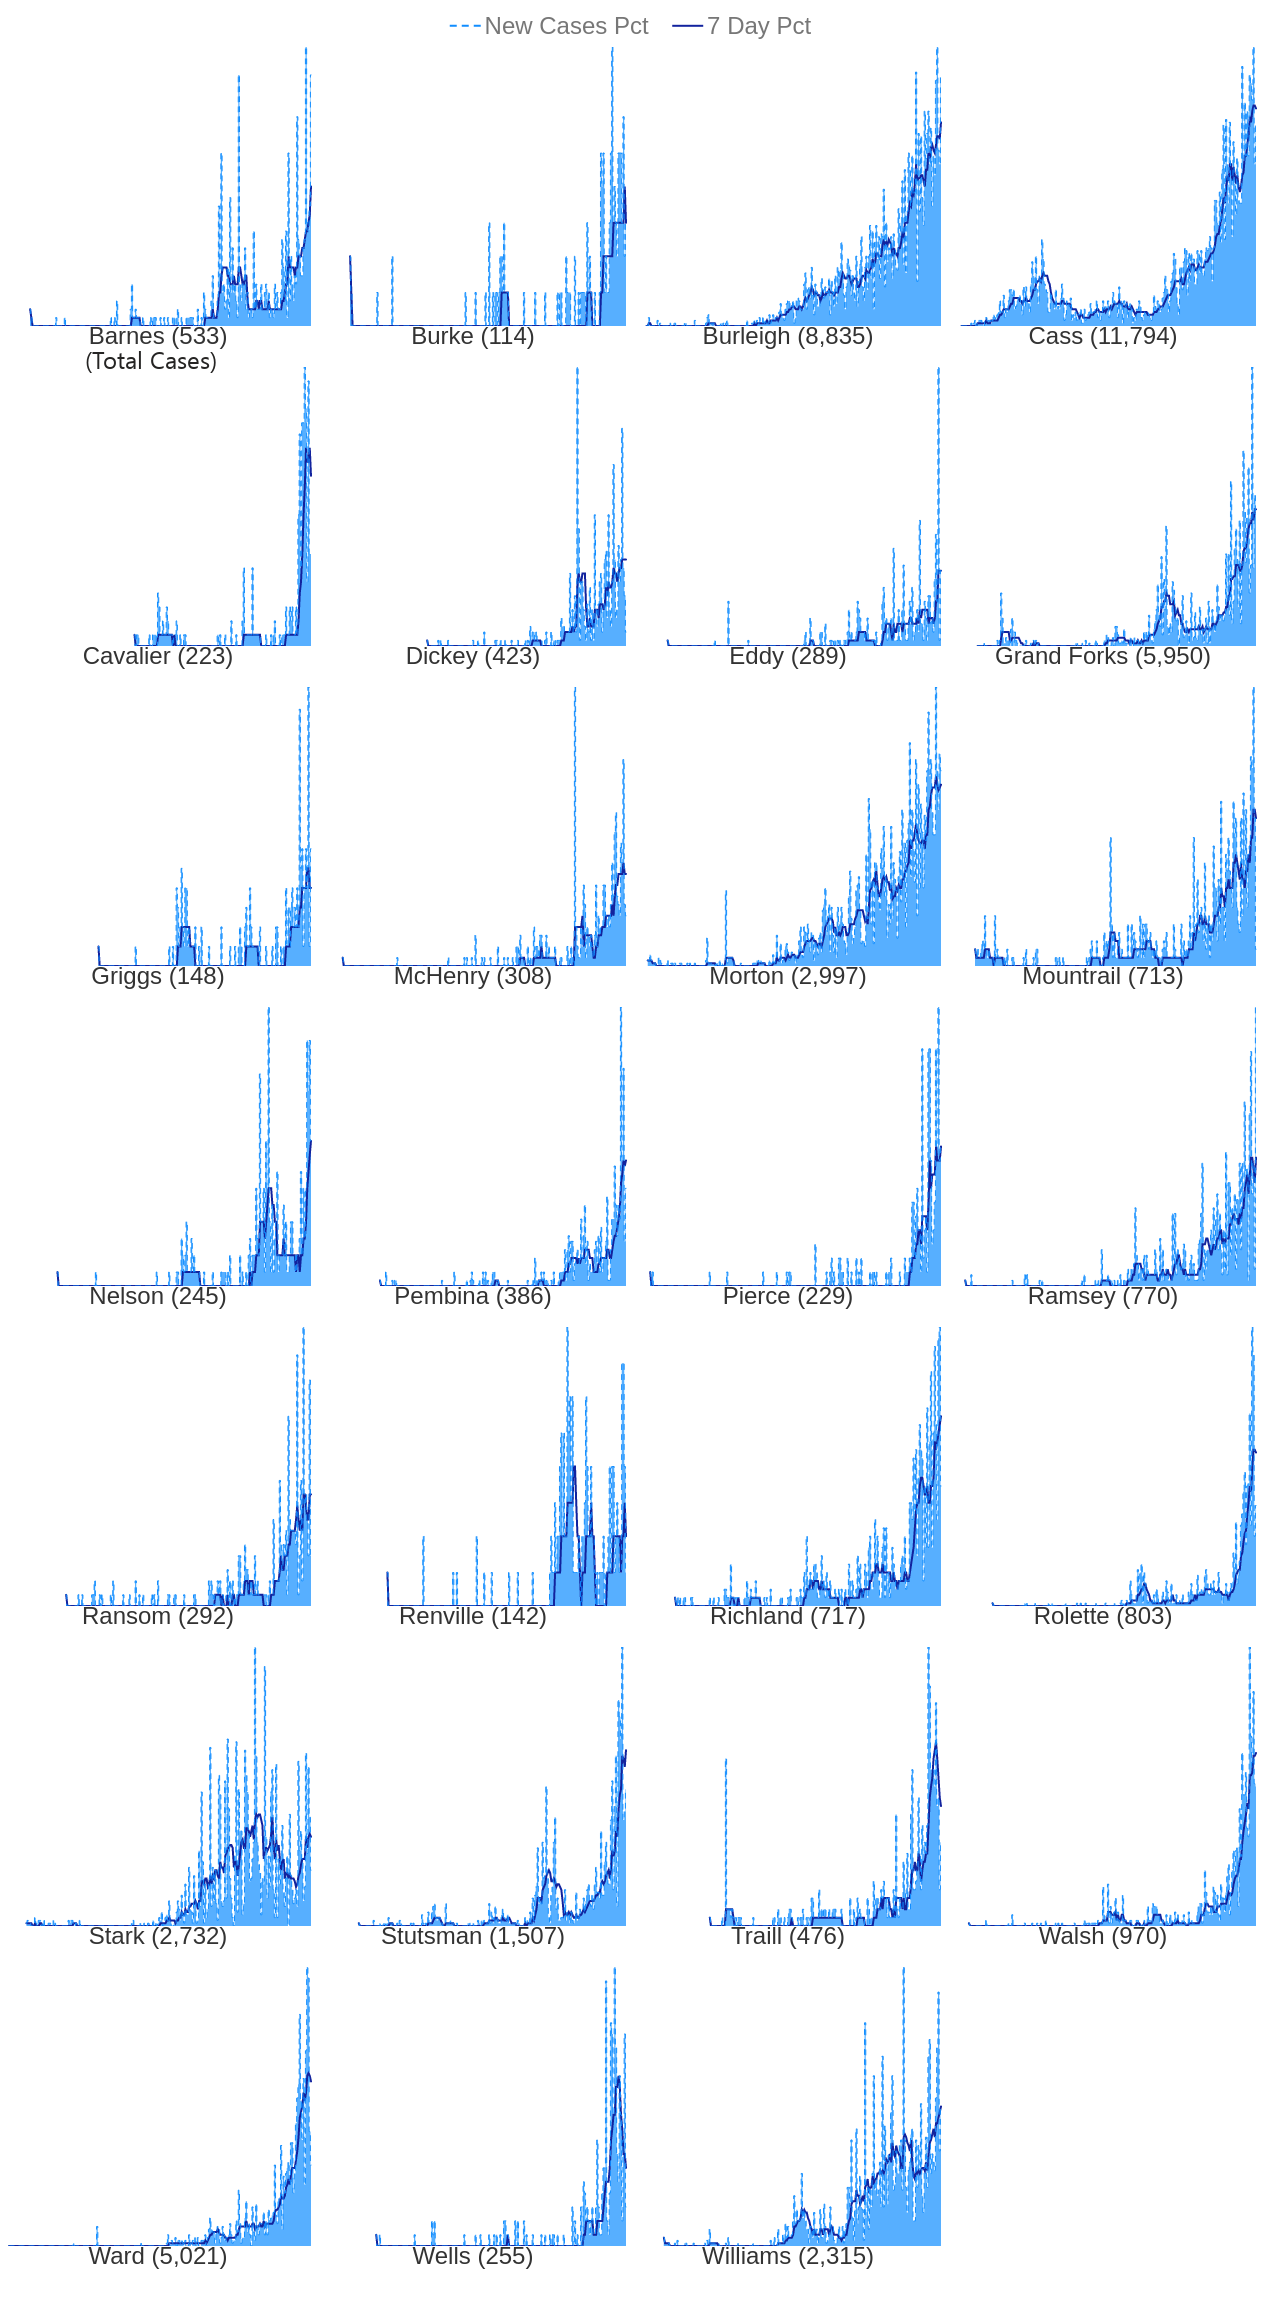 New Cases Pct 7 Day Pct
Barnes (533) Burke (114) Burleigh (8,835) Cass (11,794)
(Total Cases)
Cavalier (223) Dickey (423) Eddy (289) Grand Forks (5,950)
Griggs (148) McHenry (308) Morton (2,997) Mountrail (713)
Nelson (245) Pembina (386) Pierce (229) Ramsey (770)
Ransom (292) Renville (142) Richland (717) Rolette (803)
Stark (2,732) Stutsman (1,507) Traill (476) Walsh (970)
Ward (5,021) Wells (255) Williams (2,315)